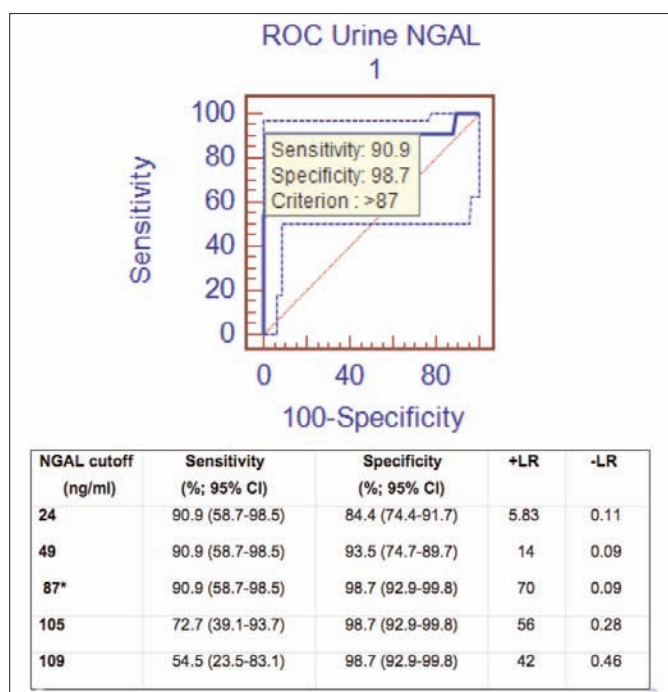 ROC Urine NGAL
1
100
80
60
40
20
0
Sensitivity
Sensitivity: 90.9
Specificity: 98.7
Criterion : >87
0 40 80
100-Specificity
NGAL cutoff Sensitivity Specificity +LR -LR
(ng/ml) (%; 95% CI) (%; 95% CI)
24 90.9 (58.7-98.5) 84.4 (74.4-91.7) 5.83 0.11
49 90.9 (58.7-98.5) 93.5 (74.7-89.7) 14 0.09
87* 90.9 (58.7-98.5) 98.7 (92.9-99.8) 70 0.09
105 72.7 (39.1-93.7) 98.7 (92.9-99.8) 56 0.28
109 54.5 (23.5-83.1) 98.7 (92.9-99.8) 42 0.46